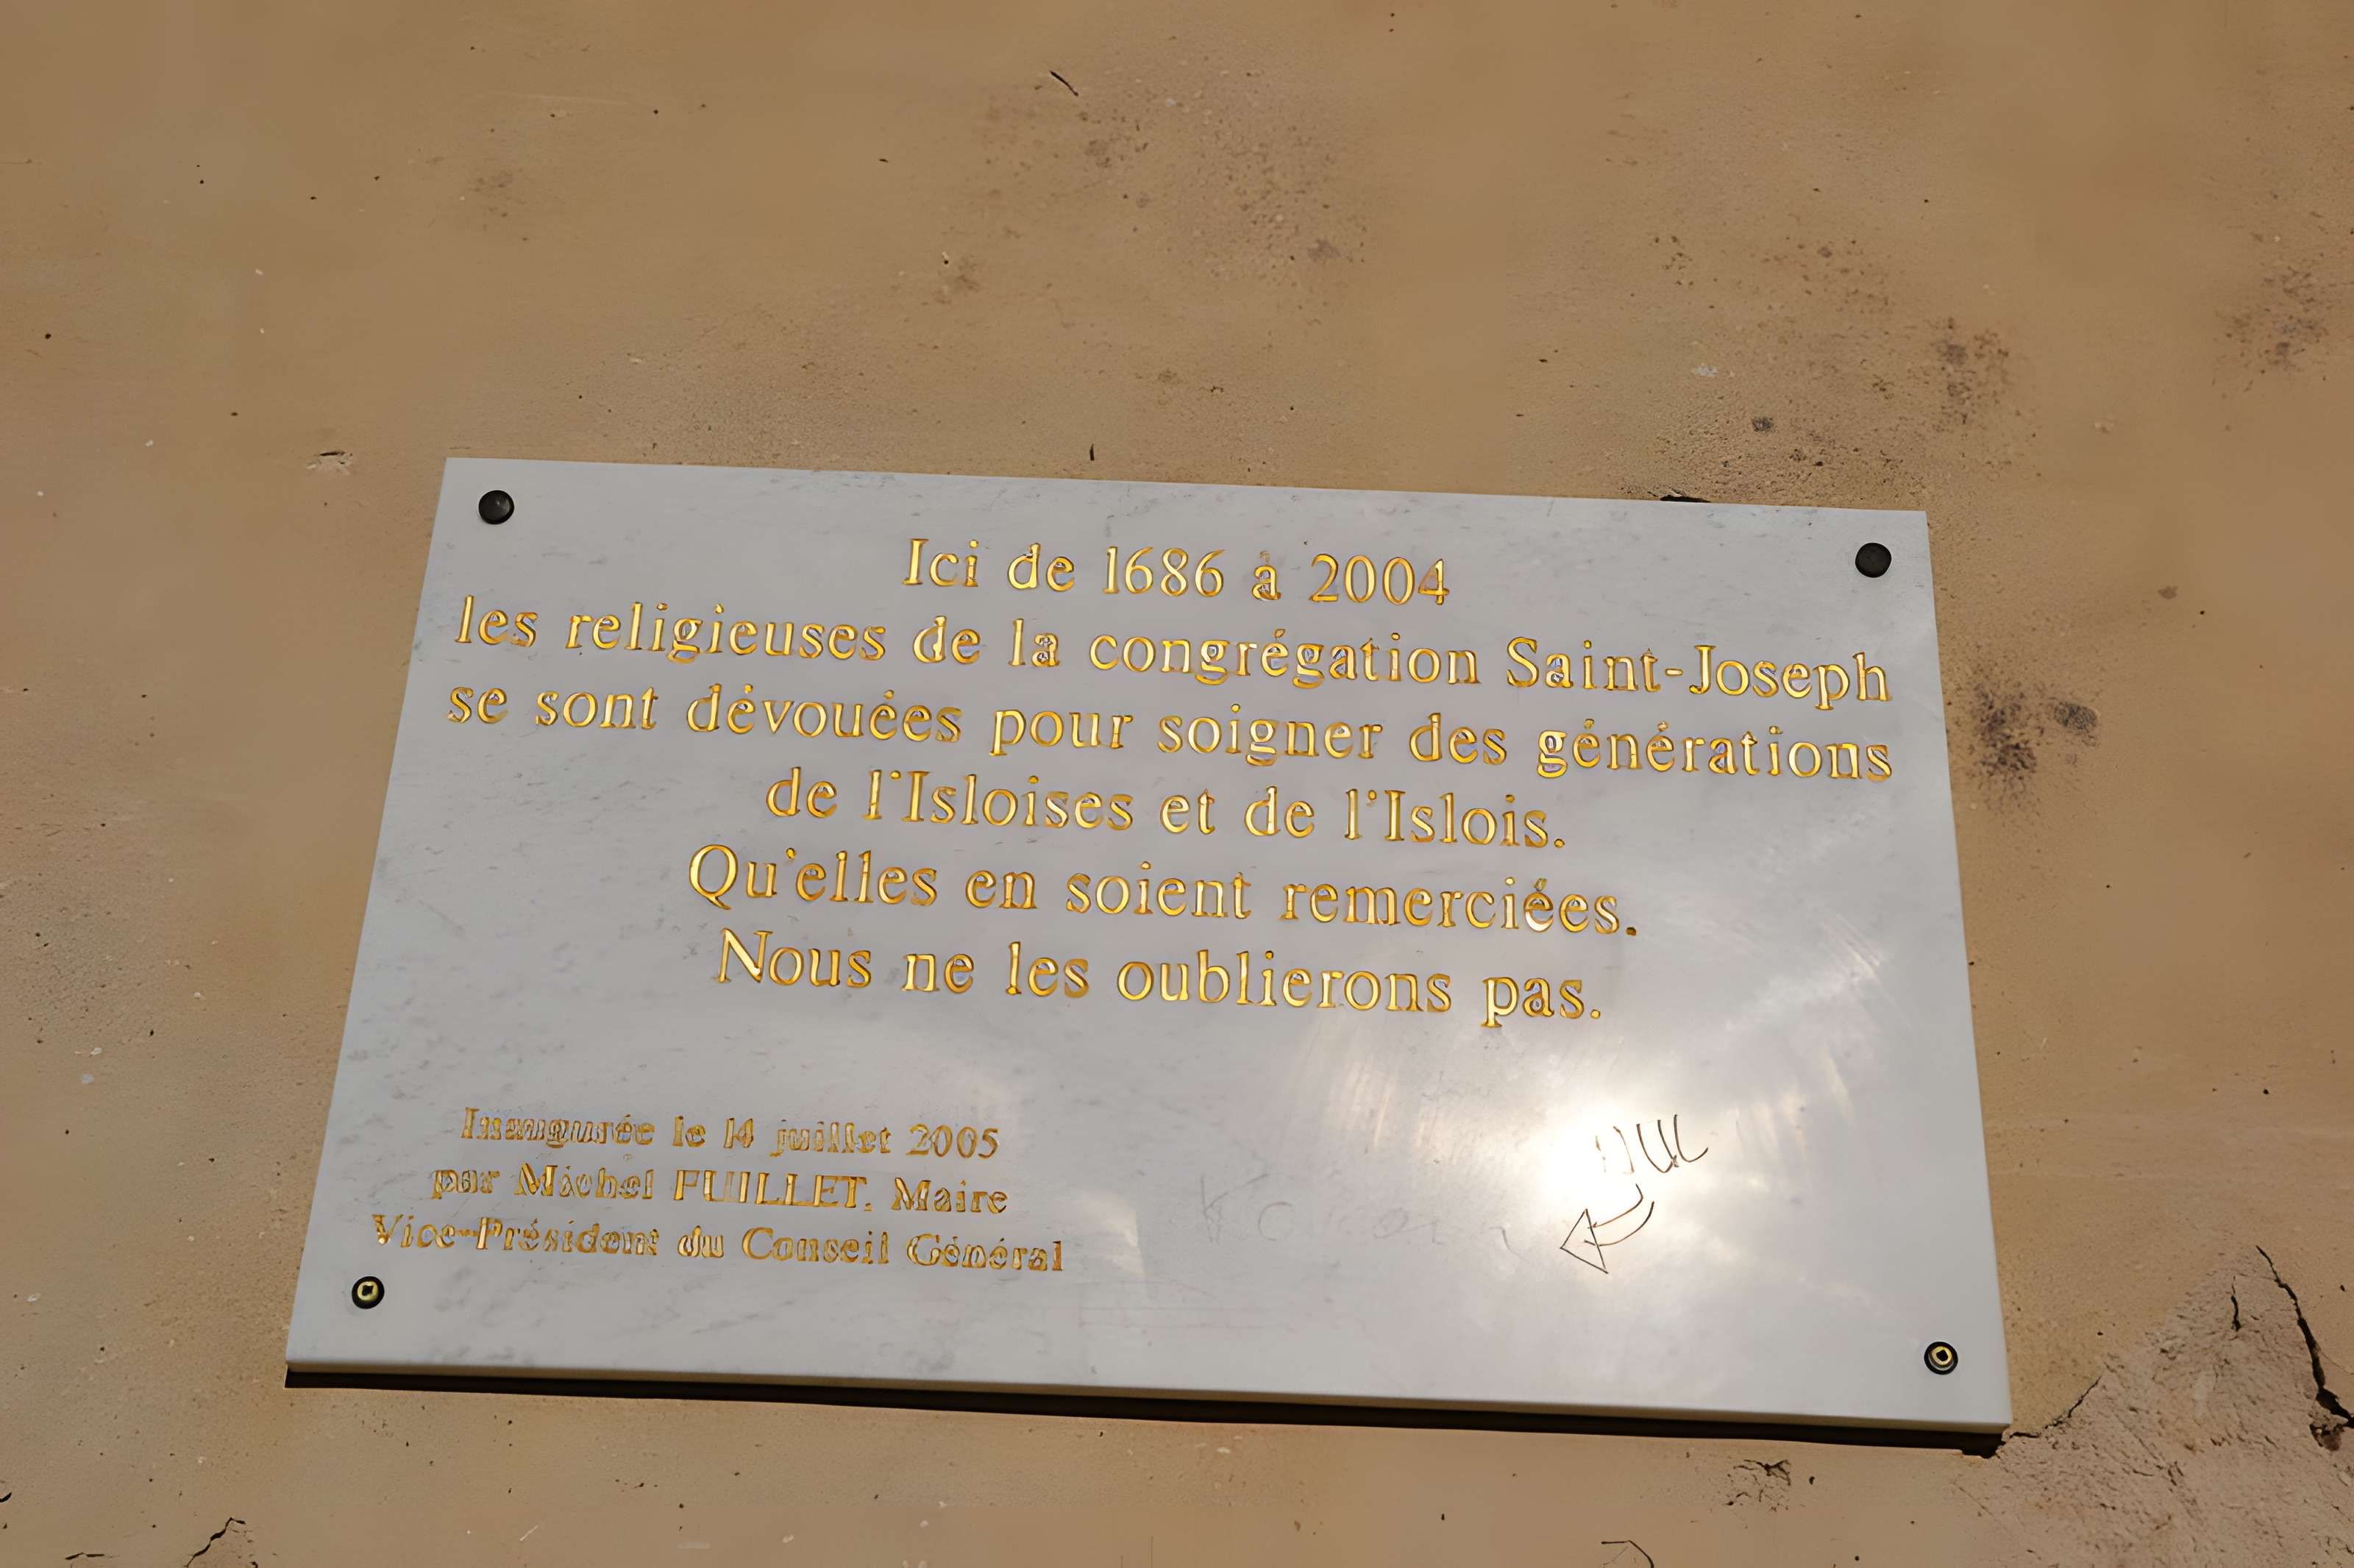 Ici de 1686 à 2004
les religieuses de la congrégation Saint-Joseph
se sont dévouées pour soigner des générations
de l'Isloises et de l'Islois.
Qu'elles en soient remerciées.
Nous ne les oublierons pas.
Inaugurée le 14 juillet 2005
par Michel FUILLET, Maire
Vice-Président du Conseil Général